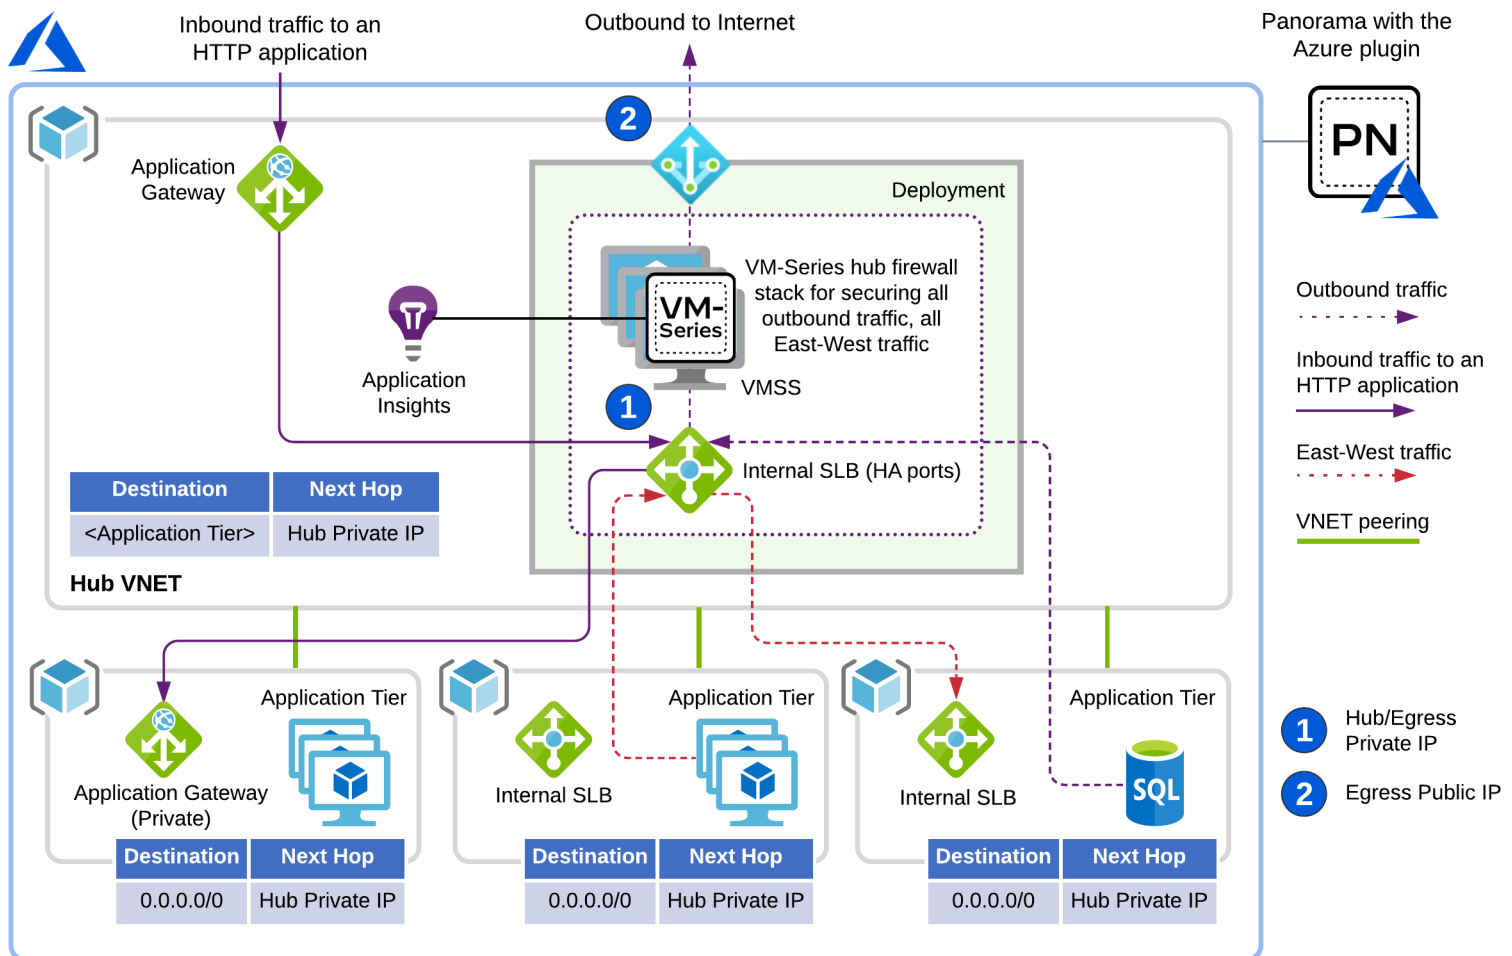 Inbound traffic to an
HTTP application
Outbound to Internet
Panorama with the
Azure plugin
PN
2
Application
Gateway
Deployment
VM-Series hub firewall
stack for securing all
outbound traffic, all
East-West traffic
VM-
Series
VMSS
Application
Insights
1
Internal SLB (HA ports)
Destination Next Hop
<Application Tier> Hub Private IP
Hub VNET
Outbound traffic
Inbound traffic to an
HTTP application
East-West traffic
VNET peering
Application Tier
Application Gateway
(Private)
Destination Next Hop
0.0.0.0/0 Hub Private IP
Application Tier
Internal SLB
Destination Next Hop
0.0.0.0/0 Hub Private IP
Application Tier
Internal SLB
SQL
Destination Next Hop
0.0.0.0/0 Hub Private IP
1 Hub/Egress
Private IP
2 Egress Public IP